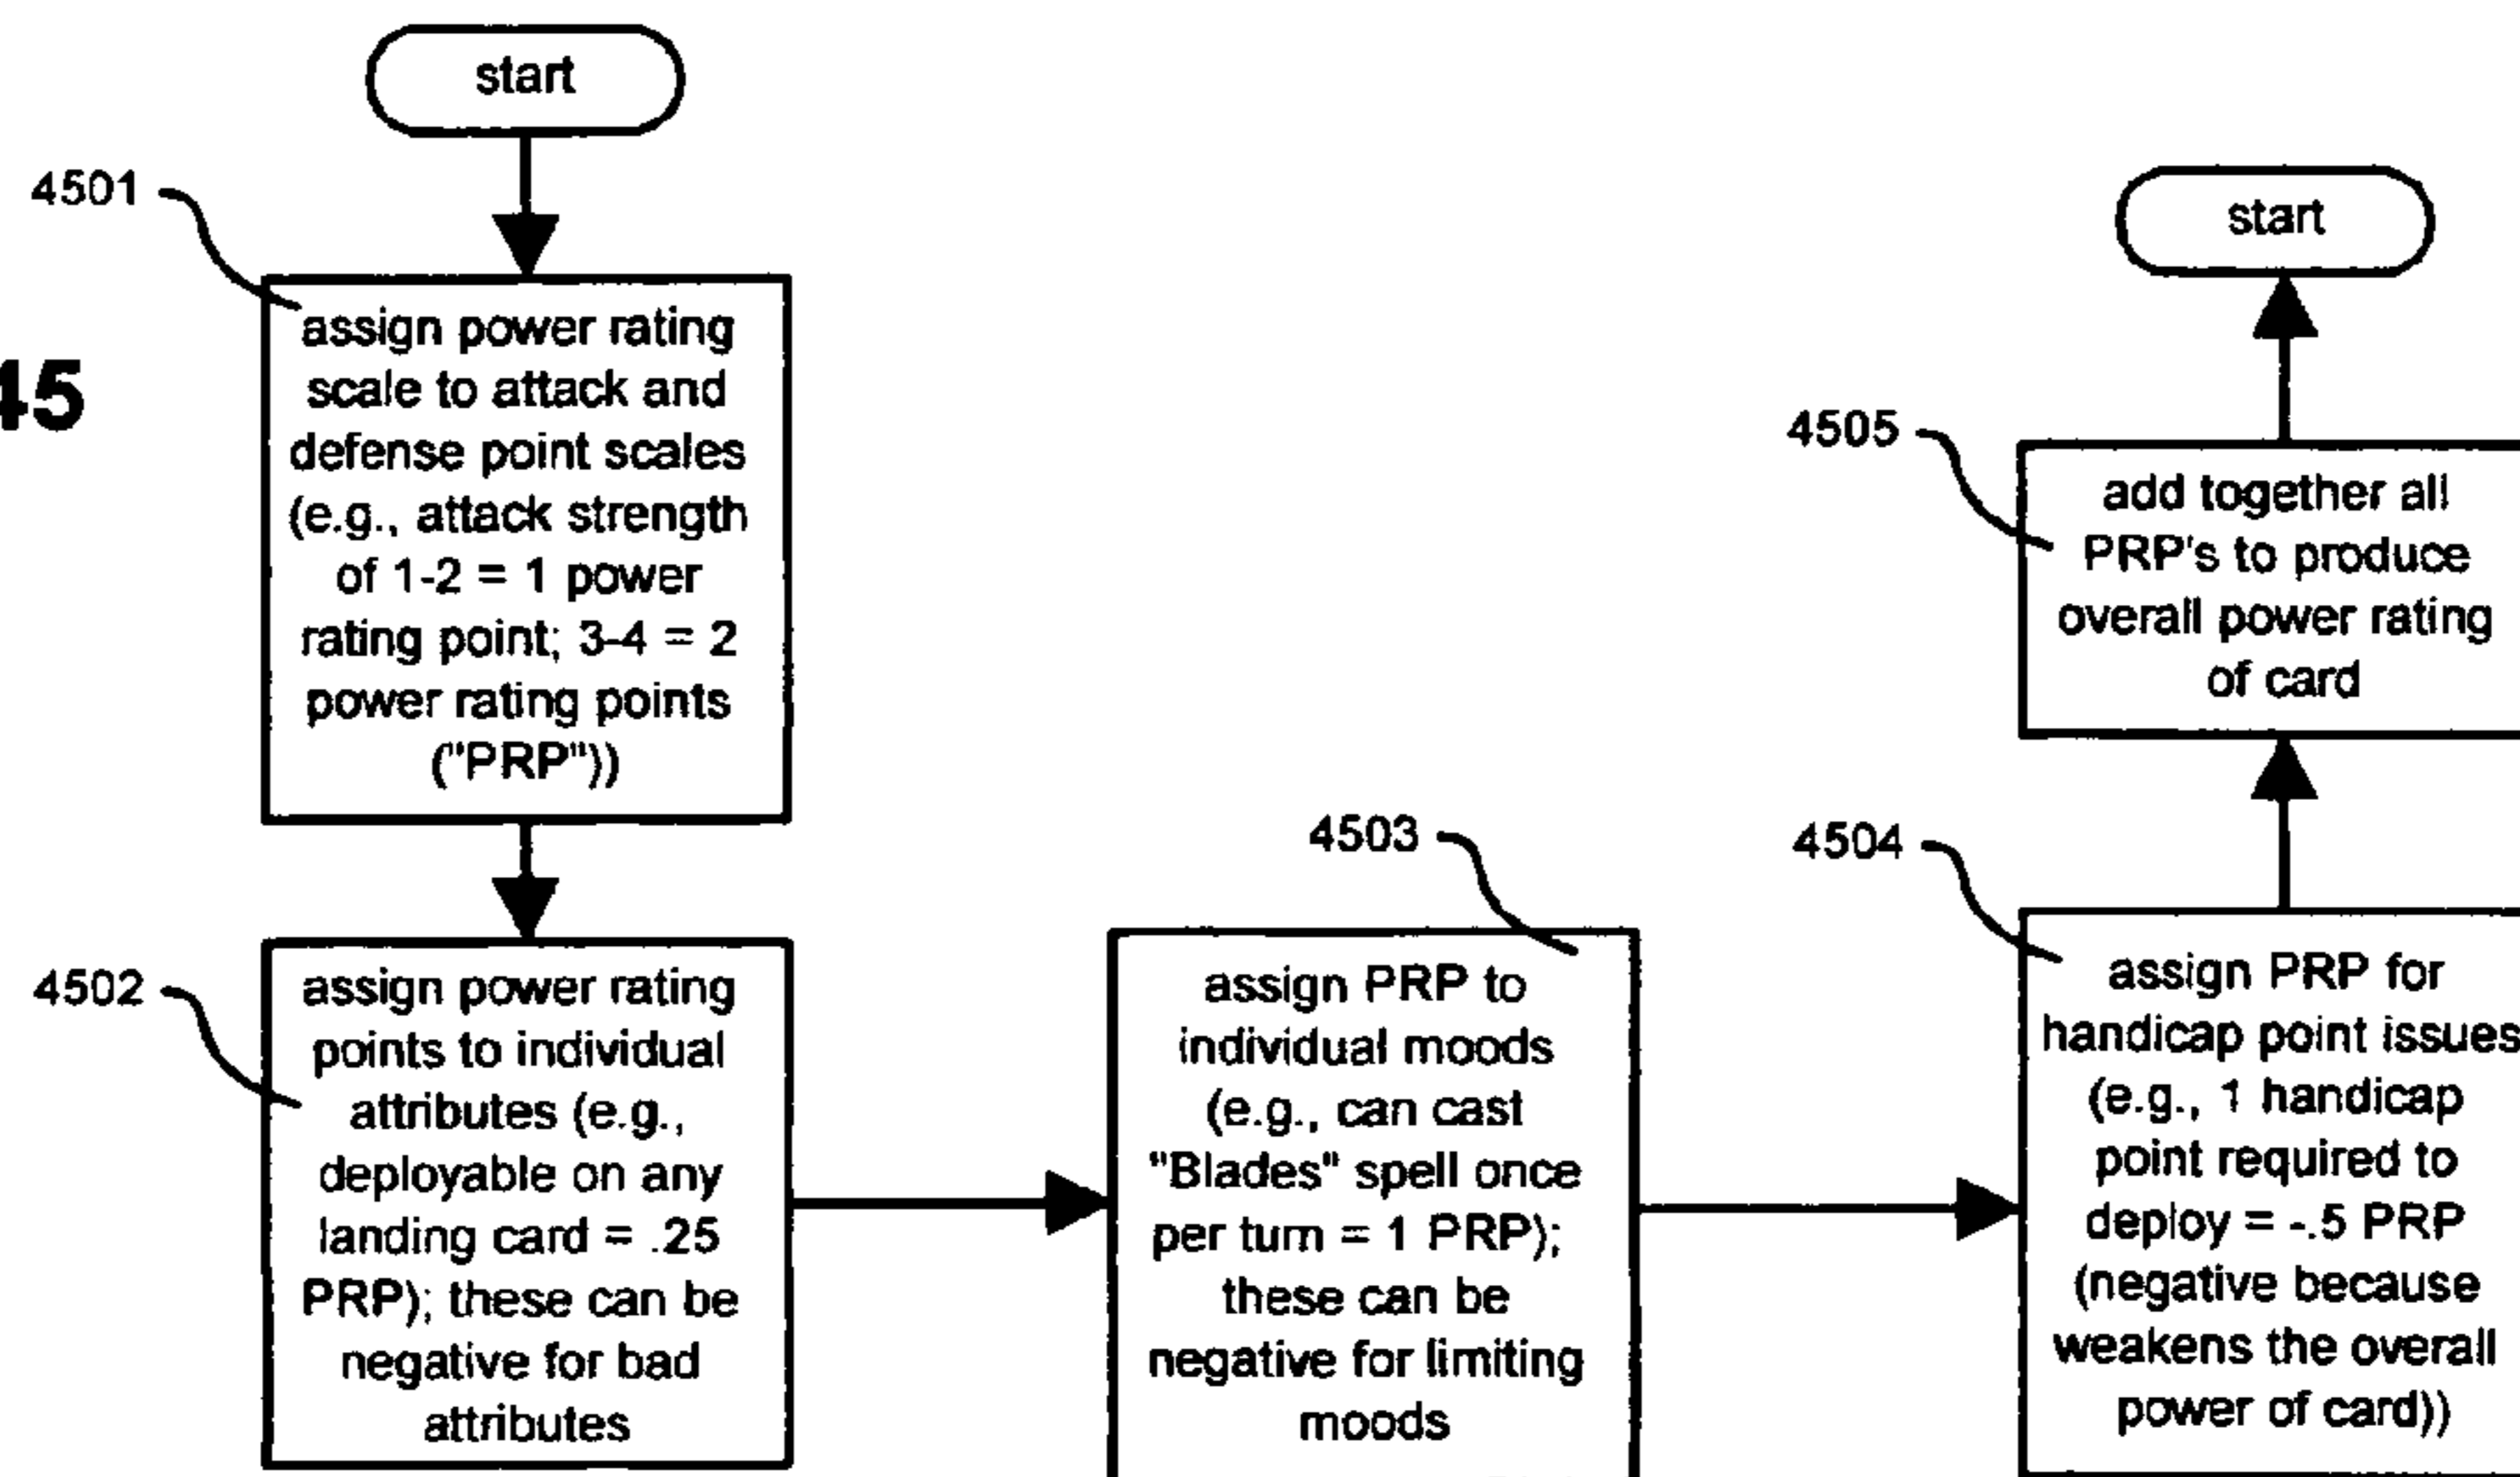 start
4501
assign power rating
scale to attack and
defense point scales
(e.g., attack strength
of 1-2 = 1 power
rating point; 3-4 = 2
power rating points
("PRP"))
45
4502
assign power rating
points to individual
attributes (e.g.,
deployable on any
landing card = .25
PRP); these can be
negative for bad
attributes
4503
assign PRP to
individual moods
(e.g., can cast
"Blades" spell once
per turn = 1 PRP);
these can be
negative for limiting
moods
4504
assign PRP for
handicap point issues
(e.g., 1 handicap
point required to
deploy = -.5 PRP
(negative because
weakens the overall
power of card))
4505
add together all
PRP's to produce
overall power rating
of card
start